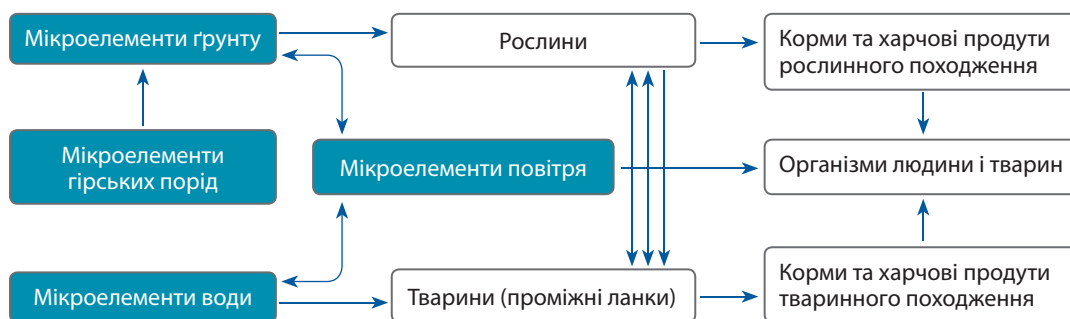 Мікроелементи ґрунту
Рослини
Корми та харчові продути
рослинного походження
Мікроелементи
гірських порід
Мікроелементи повітря
Організми людини і тварин
Мікроелементи води
Тварини (проміжні ланки)
Корми та харчові продути
тваринного походження